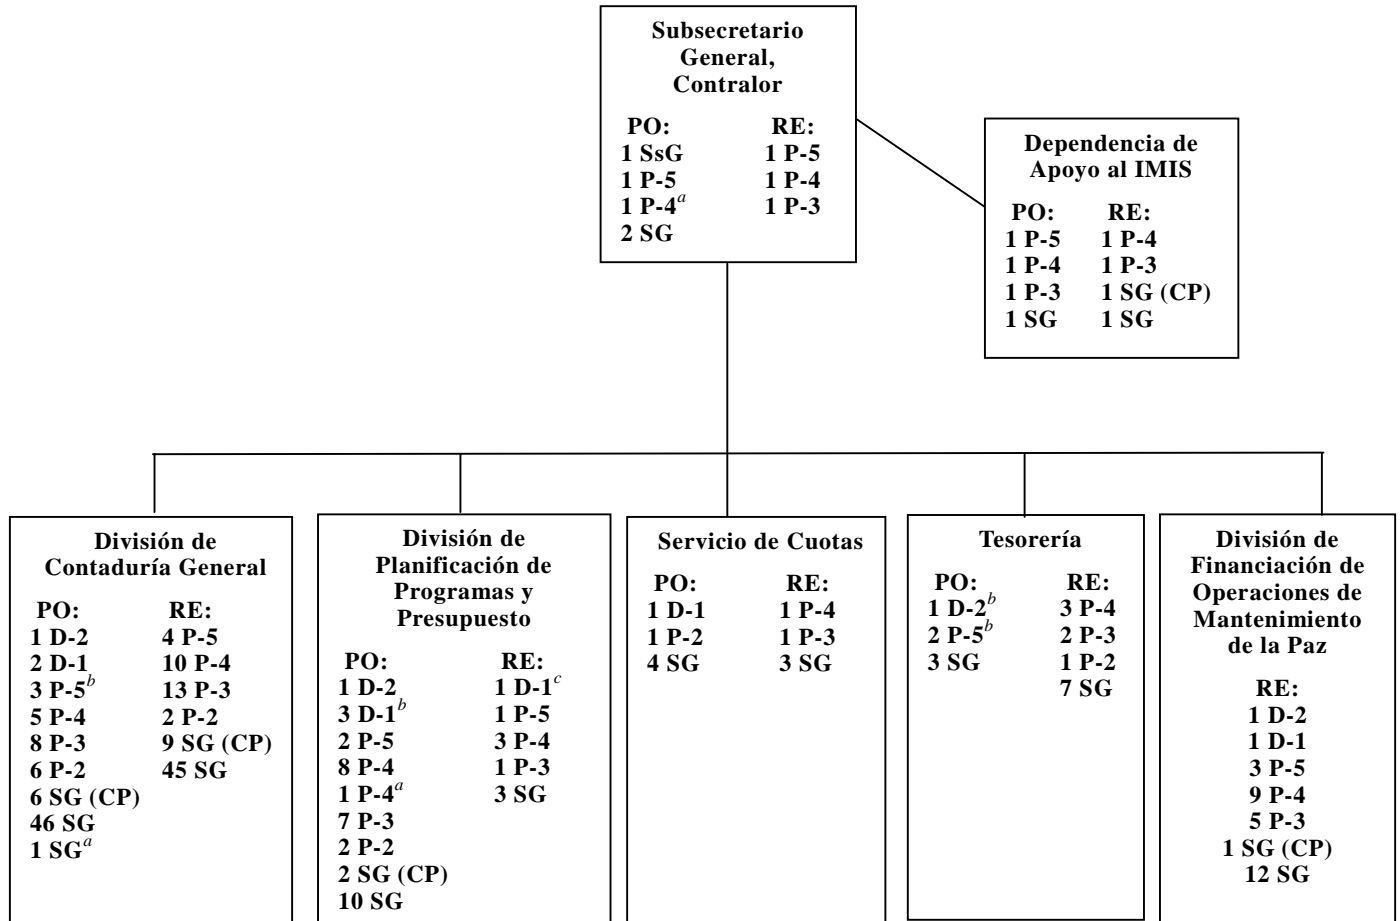 Subsecretario
General,
Contralor
PO: RE:
1 SsG 1 P-5
1 P-5 1 P-4
1 P-4a 1 P-3
2 SG
Dependencia de
Apoyo al IMIS
PO: RE:
1 P-5 1 P-4
1 P-4 1 P-3
1 P-3 1 SG (CP)
1 SG 1 SG
División de
Contaduría General
PO: RE:
1 D-2 4 P-5
2 D-1 10 P-4
3 P-5b 13 P-3
5 P-4 2 P-2
8 P-3 9 SG (CP)
6 P-2 45 SG
6 SG (CP)
46 SG
1 SGa
División de
Planificación de
Programas y
Presupuesto
PO: RE:
1 D-2 1 D-1c
3 D-1b 1 P-5
2 P-5 3 P-4
8 P-4 1 P-3
1 P-4a 3 SG
7 P-3
2 P-2
2 SG (CP)
10 SG
Servicio de Cuotas
PO: RE:
1 D-1 1 P-4
1 P-2 1 P-3
4 SG 3 SG
Tesorería
PO: RE:
1 D-2b 3 P-4
2 P-5b 2 P-3
3 SG 1 P-2
7 SG
División de
Financiación de
Operaciones de
Mantenimiento
de la Paz
RE:
1 D-2
1 D-1
3 P-5
9 P-4
5 P-3
1 SG (CP)
12 SG